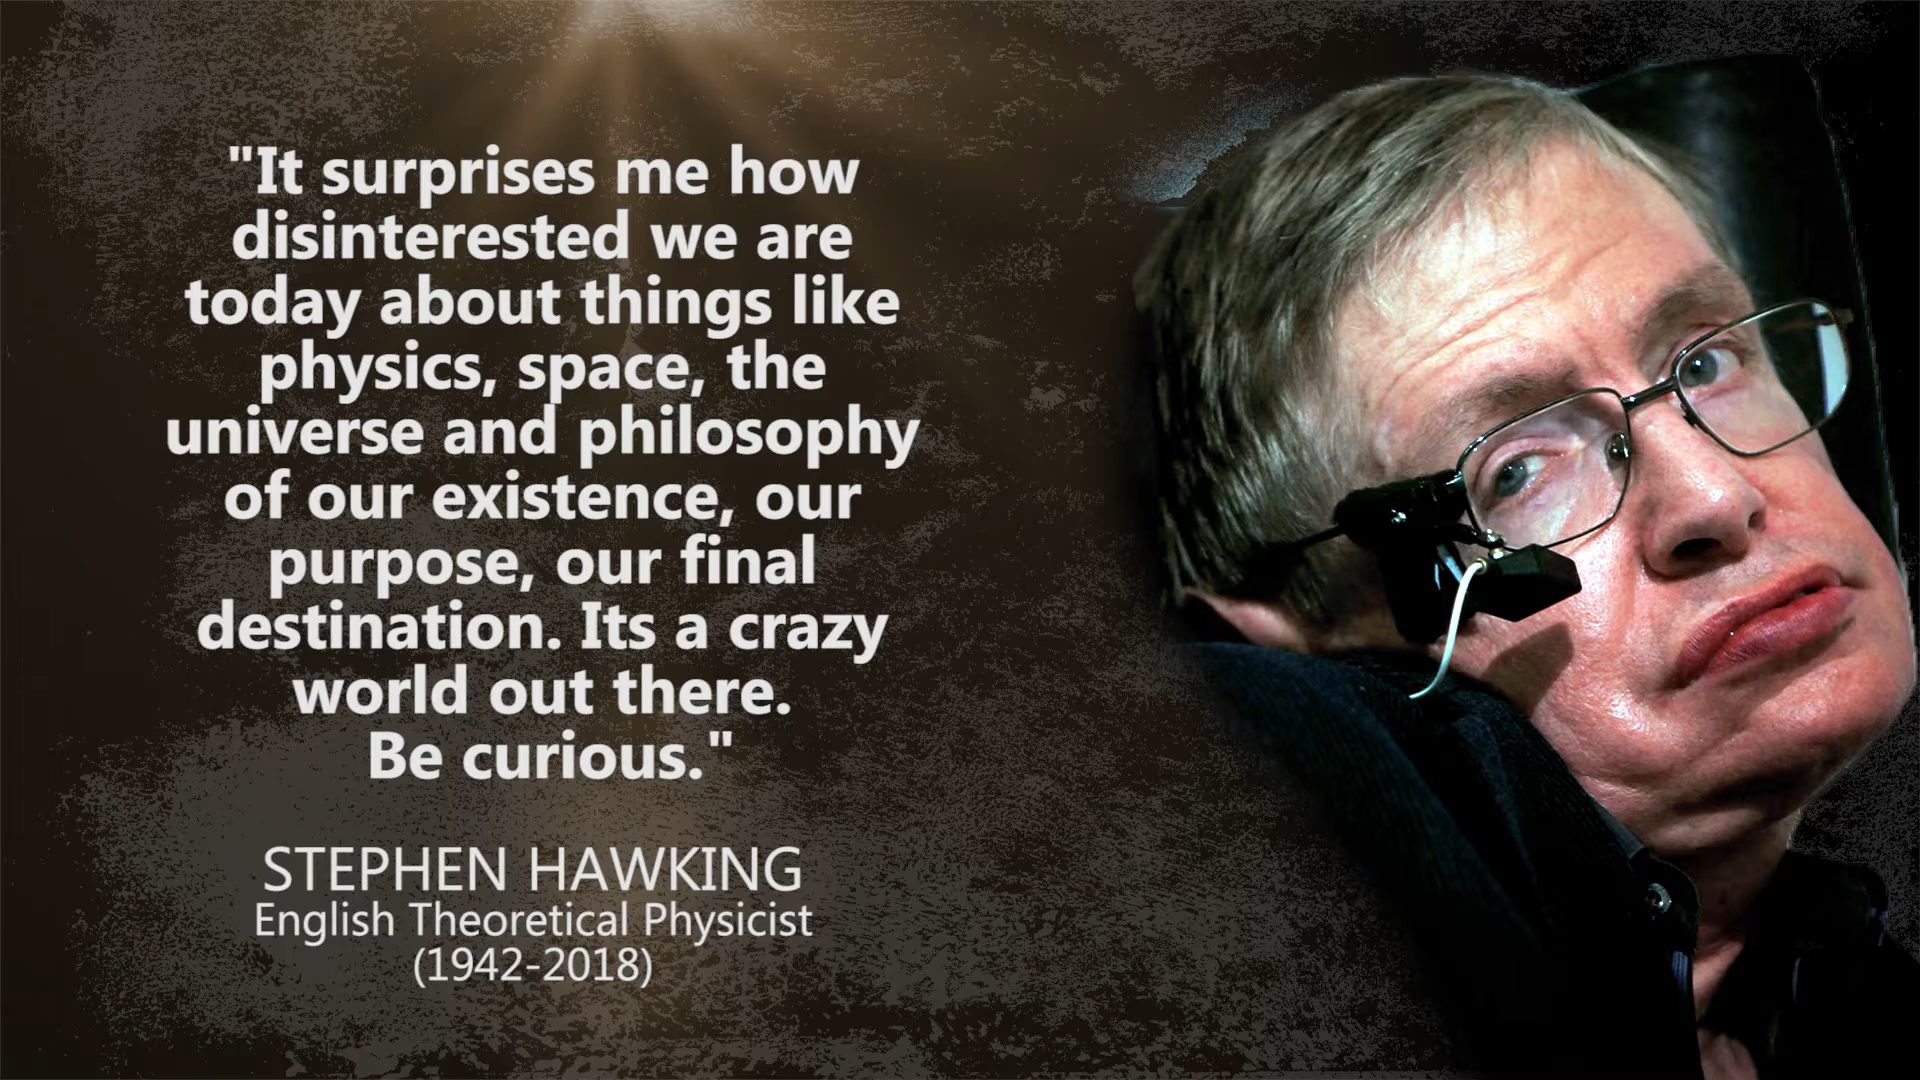 "It surprises me how
disinterested we are
today about things like
physics, space, the
universe and philosophy
of our existence, our
purpose, our final
destination. Its a crazy
world out there.
Be curious."
STEPHEN HAWKING
English Theoretical Physicist
(1942-2018)